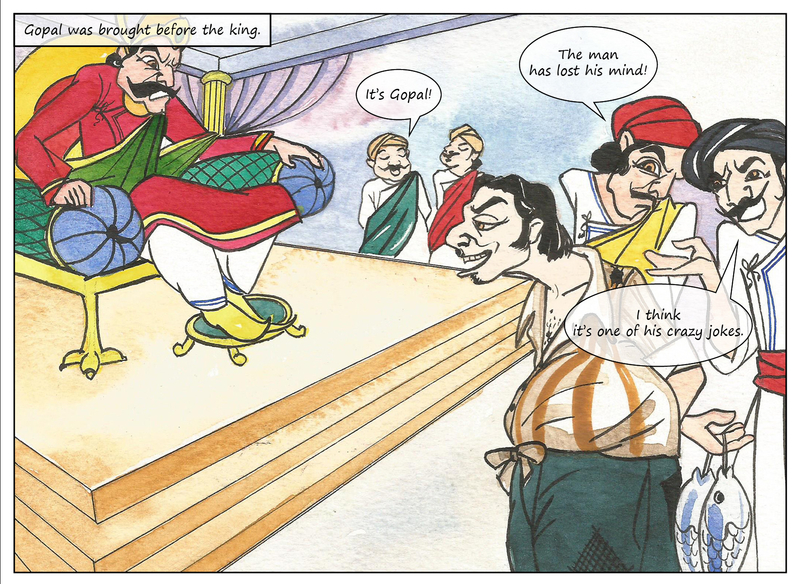 Gopal was brought before the king.
It's Gopal!
The man
has lost his mind!
I think
it's one of his crazy jokes.